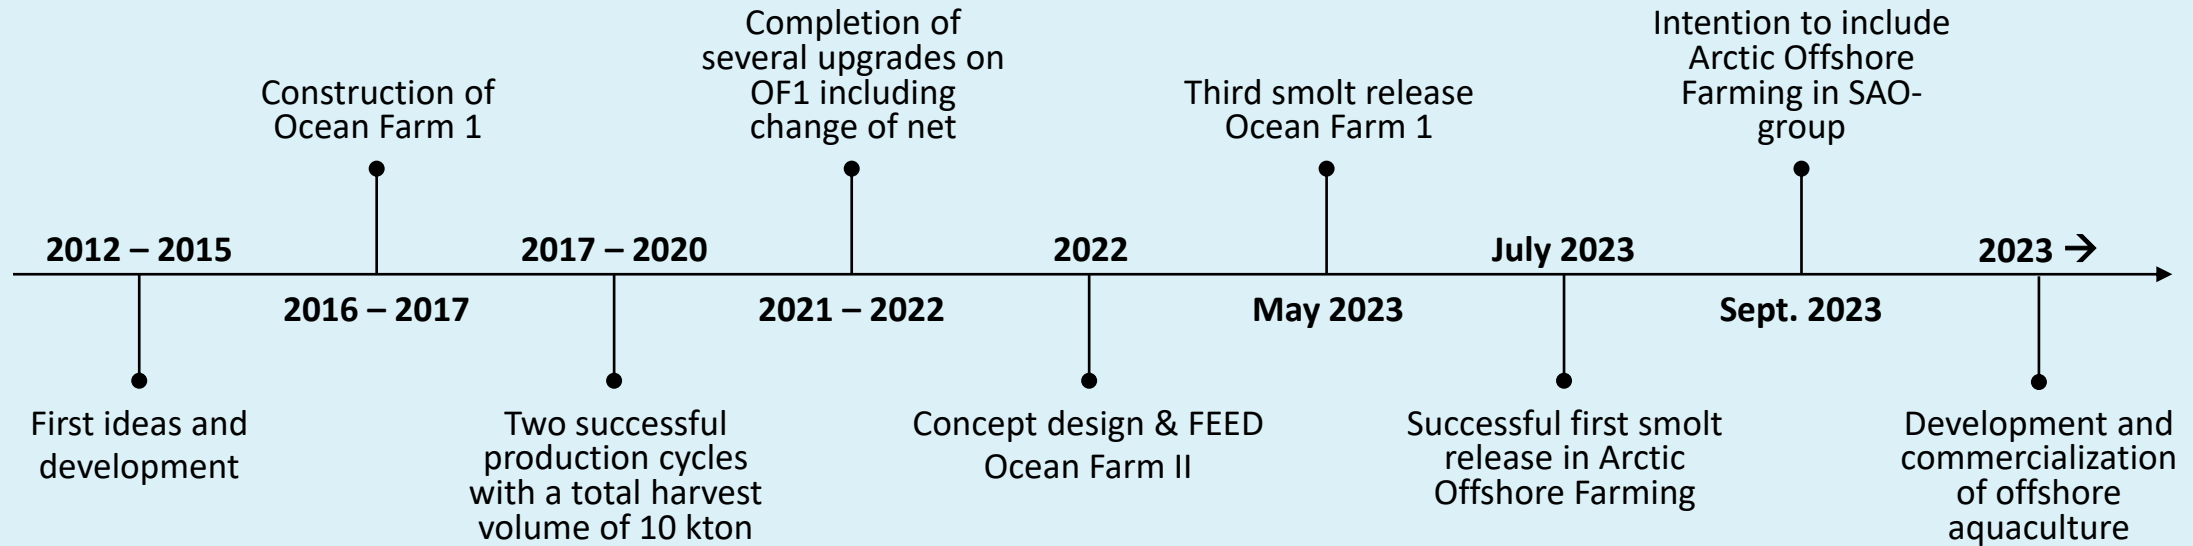 Completion of
several upgrades on
OF1 including
change of net
Intention to include
Arctic Offshore
Farming in SAO-
group
Construction of
Ocean Farm 1
Third smolt release
Ocean Farm 1
2012 – 2015
2017 – 2020
2022
July 2023
2023 →
2016 – 2017
2021 – 2022
May 2023
Sept. 2023
First ideas and
development
Two successful
production cycles
with a total harvest
volume of 10 kton
Concept design & FEED
Ocean Farm II
Successful first smolt
release in Arctic
Offshore Farming
Development and
commercialization
of offshore
aquaculture